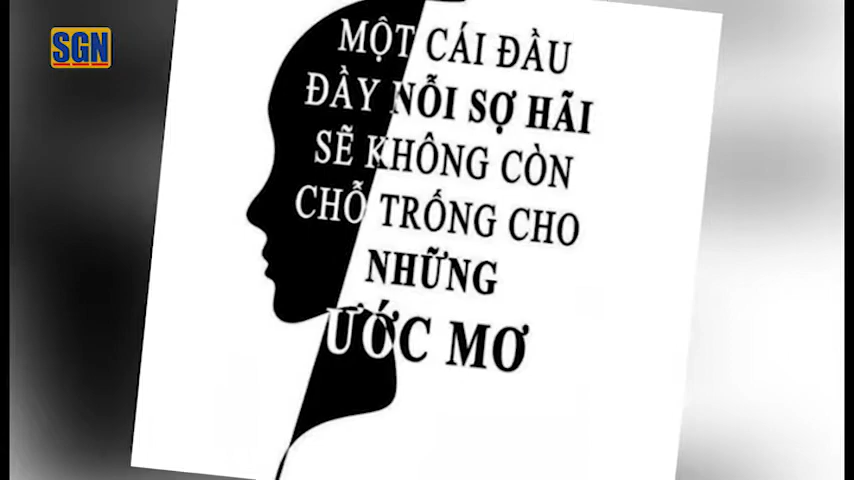 SGN
MỘT CÁI ĐẦU
ĐẦY NỖI SỢ HÃI
SẼ KHÔNG CÒN
CHỖ TRỐNG CHO
NHỮNG
ƯỚC MƠ